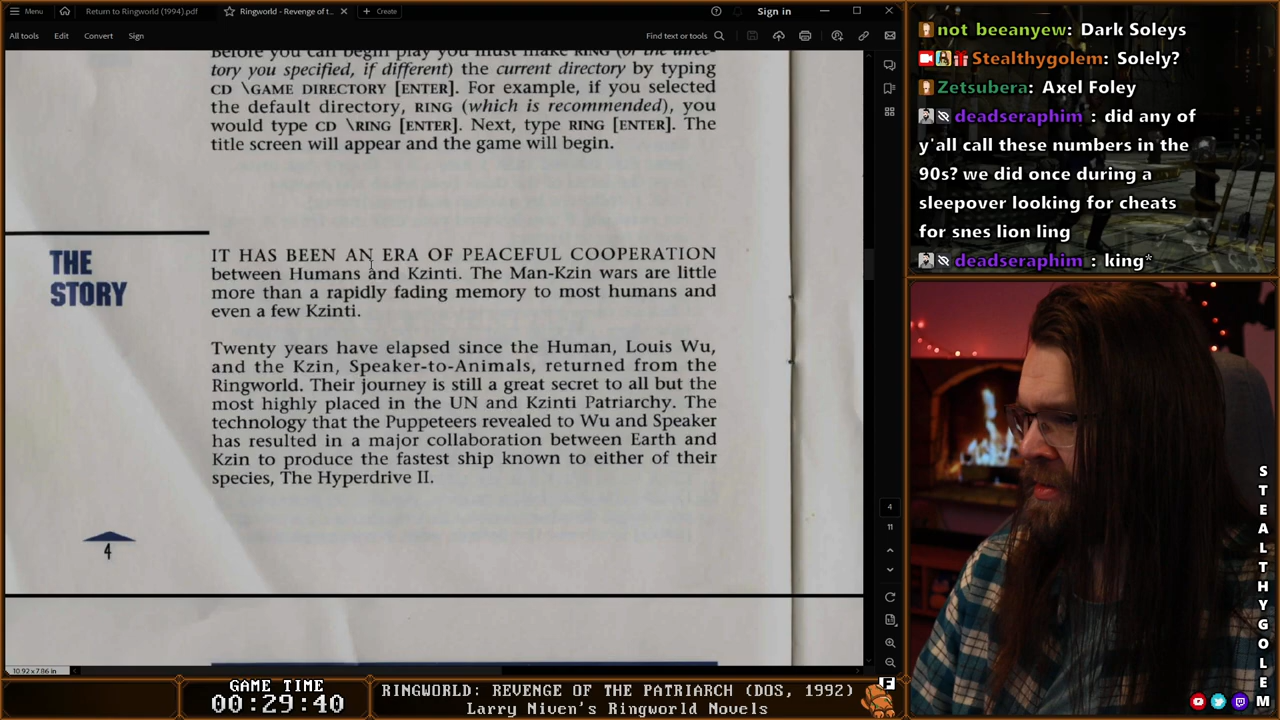 Menu
Return to Ringworld (1994).pdf
Ringworld - Revenge of t...
Create
Sign in
All tools
Edit
Convert
Sign
Find text or tools
Before you can begin play you must make RING (or the direc-
tory you specified, if different) the current directory by typing
CD \GAME DIRECTORY [ENTER]. For example, if you selected
the default directory, RING (which is recommended), you
would type CD \RING [ENTER]. Next, type RING [ENTER]. The
title screen will appear and the game will begin.
THE
STORY
IT HAS BEEN AN ERA OF PEACEFUL COOPERATION
between Humans and Kzinti. The Man-Kzin wars are little
more than a rapidly fading memory to most humans and
even a few Kzinti.
Twenty years have elapsed since the Human, Louis Wu,
and the Kzin, Speaker-to-Animals, returned from the
Ringworld. Their journey is still a great secret to all but the
most highly placed in the UN and Kzinti Patriarchy. The
technology that the Puppeteers revealed to Wu and Speaker
has resulted in a major collaboration between Earth and
Kzin to produce the fastest ship known to either of their
species, The Hyperdrive II.
4
4
11
10.92 x 7.86 in
not beeanyew: Dark Soleys
Stealthygolem: Solely?
Zetsubera: Axel Foley
deadseraphim : did any of
y'all call these numbers in the
90s? we did once during a
sleepover looking for cheats
for snes lion ling
deadseraphim : king*
STEALTHYGOLEM
GAME TIME
00:29:40
RINGWORLD: REVENGE OF THE PATRIARCH (DOS, 1992)
Larry Niven's Ringworld Novels
F